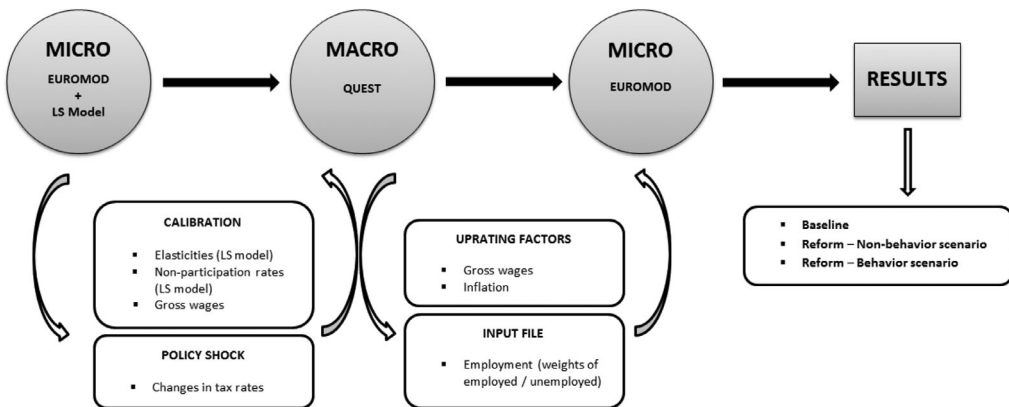 MICRO
EUROMOD
+
LS Model
MACRO
QUEST
MICRO
EUROMOD
RESULTS
CALIBRATION
▪ Elasticities (LS model)
▪ Non-participation rates
(LS model)
▪ Gross wages
POLICY SHOCK
▪ Changes in tax rates
UPRATING FACTORS
▪ Gross wages
▪ Inflation
INPUT FILE
▪ Employment (weights of
employed / unemployed)
▪ Baseline
▪ Reform – Non-behavior scenario
▪ Reform – Behavior scenario